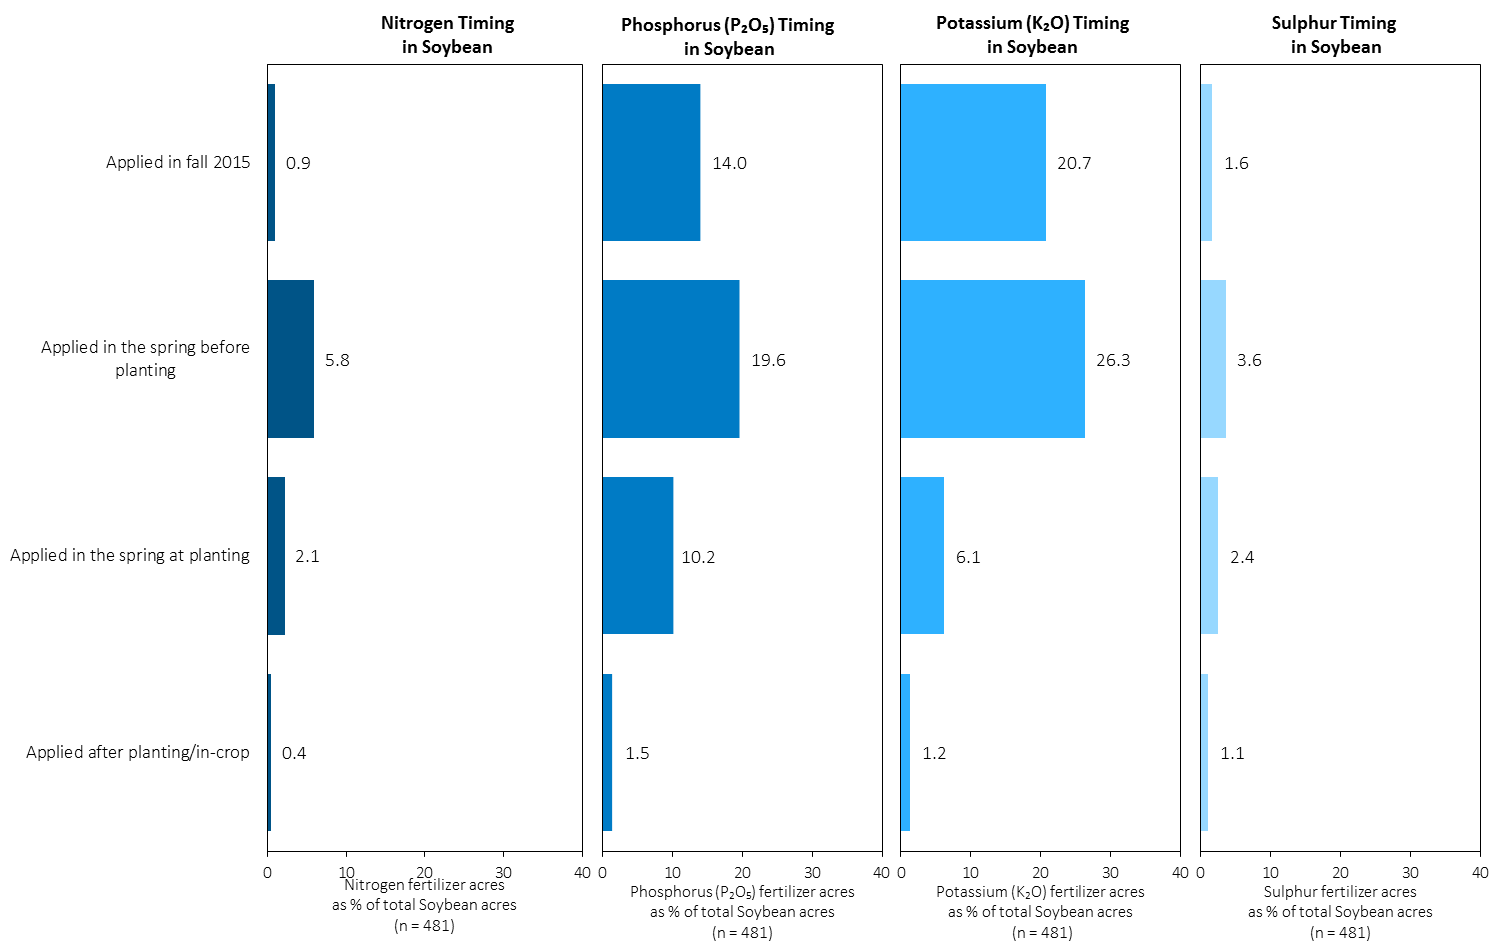 Nitrogen Timing
in Soybean
Phosphorus (P₂O₅) Timing
in Soybean
Potassium (K₂O) Timing
in Soybean
Sulphur Timing
in Soybean
Applied in fall 2015
0.9
14.0
20.7
1.6
Applied in the spring before
planting
5.8
19.6
26.3
3.6
Applied in the spring at planting
2.1
10.2
6.1
2.4
Applied after planting/in-crop
0.4
1.5
1.2
1.1
0 10 20 30 40
0 10 20 30 40
0 10 20 30 40
0 10 20 30 40
Nitrogen fertilizer acres
as % of total Soybean acres
(n = 481)
Phosphorus (P₂O₅) fertilizer acres
as % of total Soybean acres
(n = 481)
Potassium (K₂O) fertilizer acres
as % of total Soybean acres
(n = 481)
Sulphur fertilizer acres
as % of total Soybean acres
(n = 481)